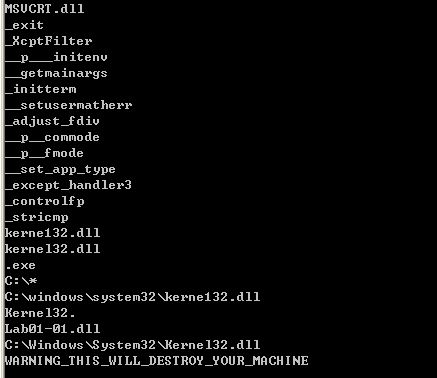 MSVCRT.dll
_exit
_XcptFilter
__p___initenv
__getmainargs
_initterm
__setusermatherr
_adjust_fdiv
__p__commode
__p__fmode
__set_app_type
_except_handler3
_controlfp
_stricmp
kerne132.dll
kernel32.dll
.exe
C:\*
C:\windows\system32\kerne132.dll
Kernel32.
Lab01-01.dll
C:\Windows\System32\Kernel32.dll
WARNING_THIS_WILL_DESTROY_YOUR_MACHINE